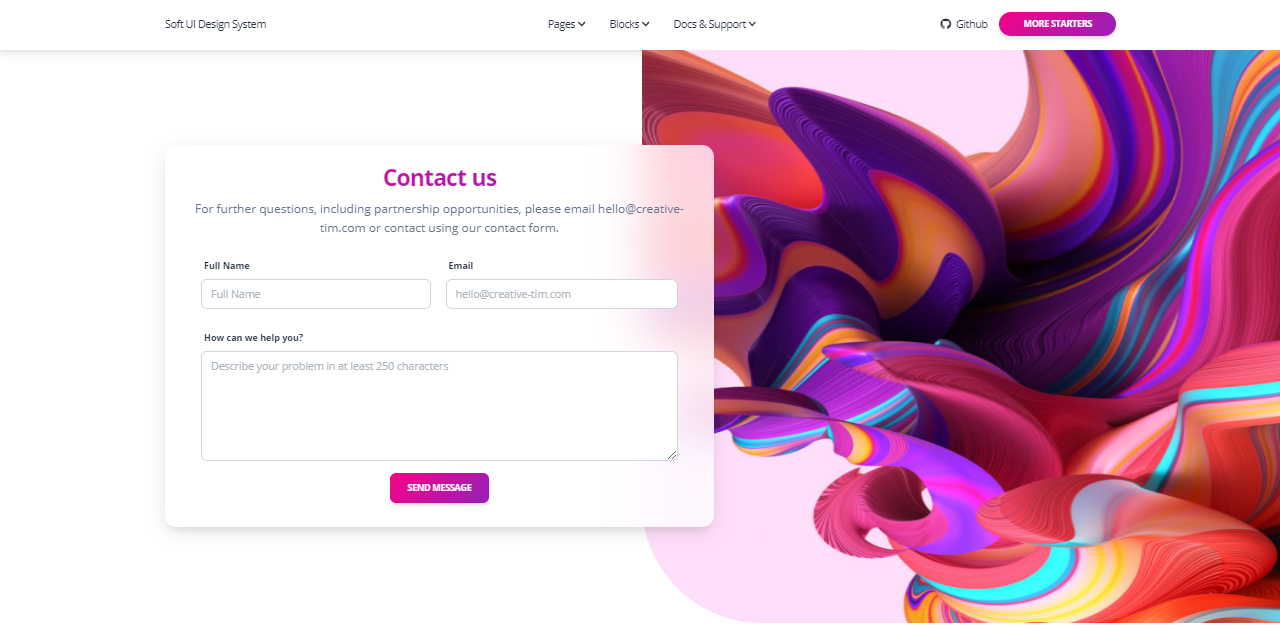 Soft UI Design System
Pages
Blocks
Docs & Support
Github
MORE STARTERS
Contact us
For further questions, including partnership opportunities, please email hello@creative-
tim.com or contact using our contact form.
Full Name
Email
Full Name
hello@creative-tim.com
How can we help you?
Describe your problem in at least 250 characters
SEND MESSAGE